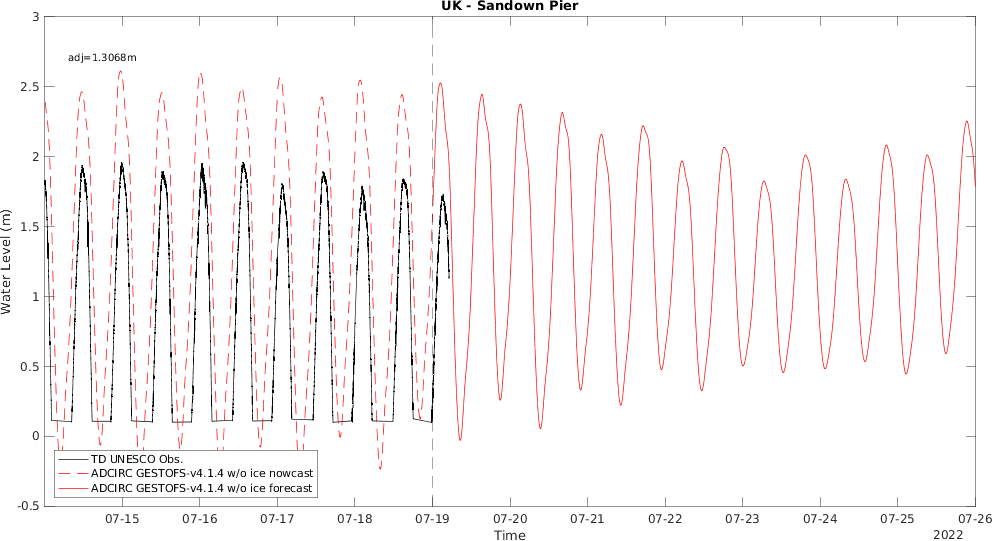 UK - Sandown Pier
adj=1.3068m
Water Level (m)
3
2.5
2
1.5
1
0.5
0
-0.5
TD UNESCO Obs.
ADCIRC GESTOFS-v4.1.4 w/o ice nowcast
ADCIRC GESTOFS-v4.1.4 w/o ice forecast
07-15 07-16 07-17 07-18 07-19 07-20 07-21 07-22 07-23 07-24 07-25 07-26
Time
2022